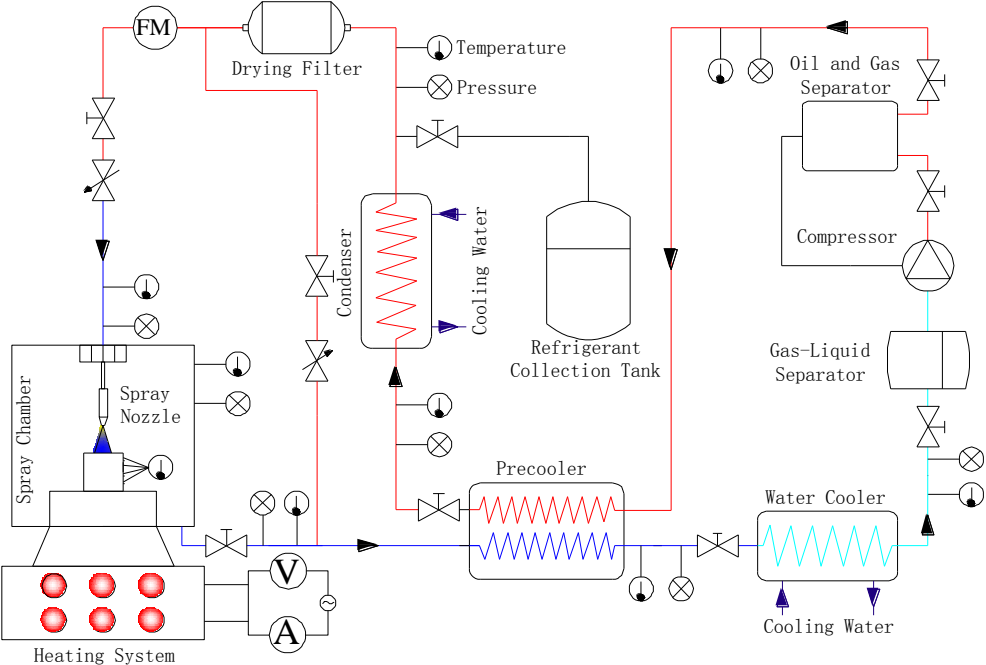 FM
Drying Filter
Temperature
Pressure
Oil and Gas
Separator
Compressor
Condenser
Cooling Water
Refrigerant
Collection Tank
Gas-Liquid
Separator
Spray Chamber
Spray
Nozzle
Precooler
Water Cooler
V
A
Cooling Water
Heating System